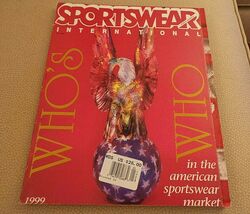 SPORTSWEAR
INTERNATIONAL
WHO'S
WHO
in the
american
sportswear
market
1999